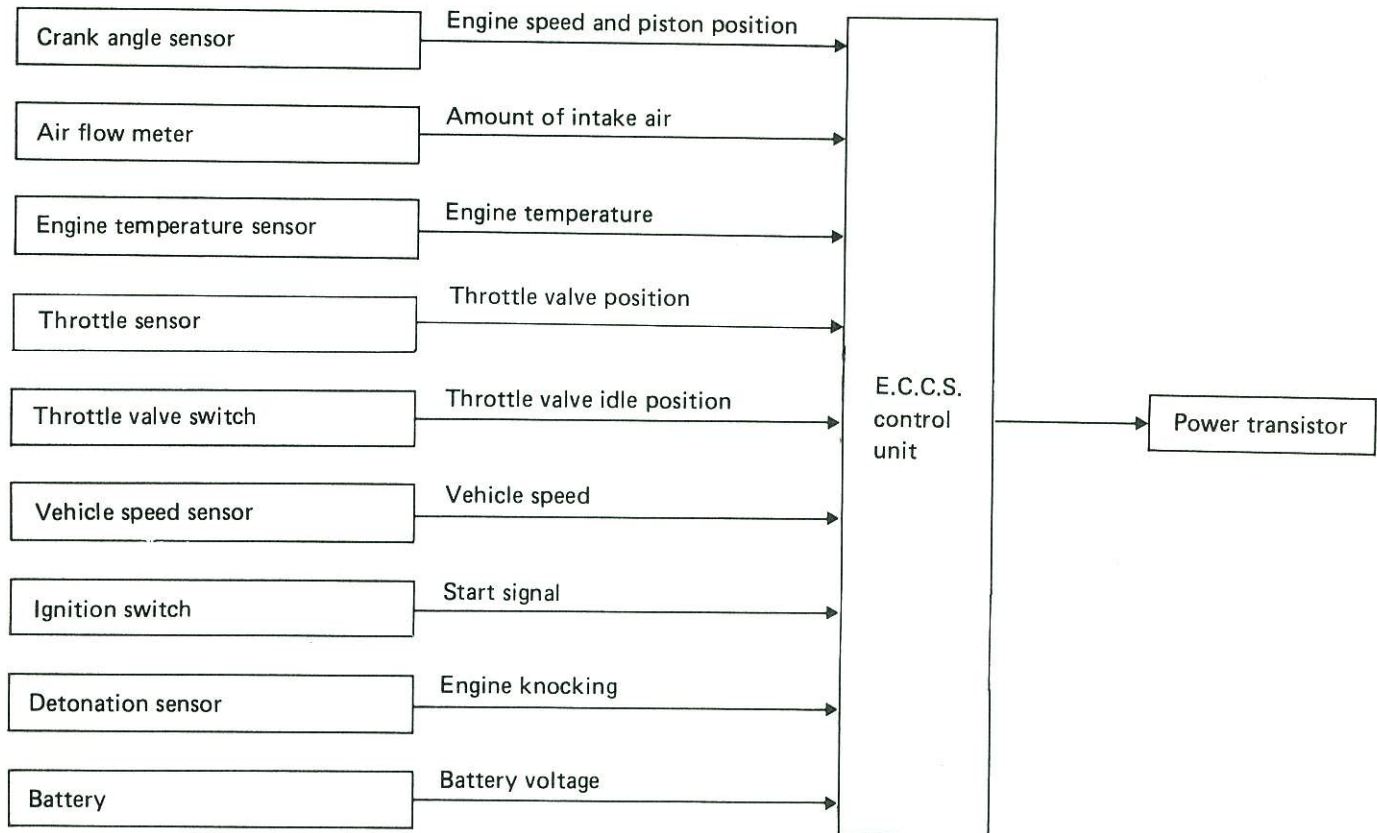 Crank angle sensor
Engine speed and piston position
Air flow meter
Amount of intake air
Engine temperature sensor
Engine temperature
Throttle sensor
Throttle valve position
Throttle valve switch
Throttle valve idle position
Vehicle speed sensor
Vehicle speed
Ignition switch
Start signal
Detonation sensor
Engine knocking
Battery
Battery voltage
E.C.C.S.
control
unit
Power transistor